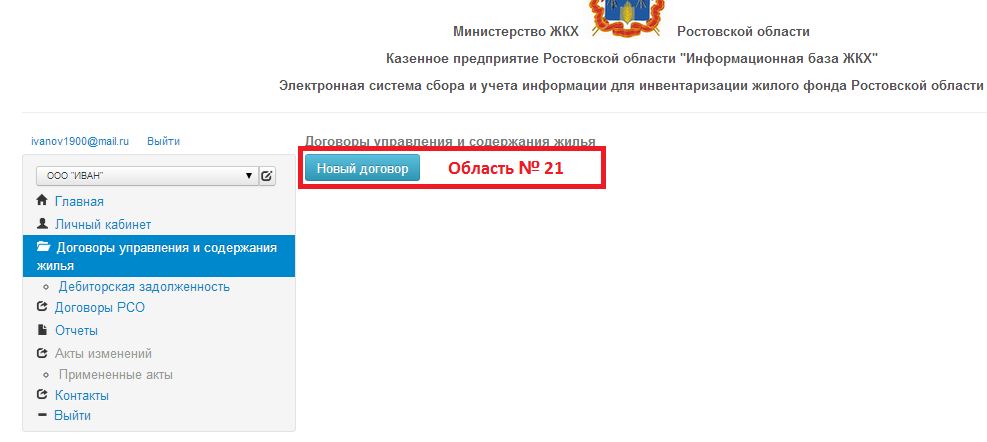 Министерство ЖКХ Ростовской области
Казенное предприятие Ростовской области "Информационная база ЖКХ"
Электронная система сбора и учета информации для инвентаризации жилого фонда Ростовской области
ivanov1900@mail.ru Выйти
ООО "ИВАН"
Главная
Личный кабинет
Договоры управления и содержания
жилья
Дебиторская задолженность
Договоры РСО
Отчеты
Акты изменений
Примененные акты
Контакты
Выйти
Договоры управления и содержания жилья
Новый договор Область № 21